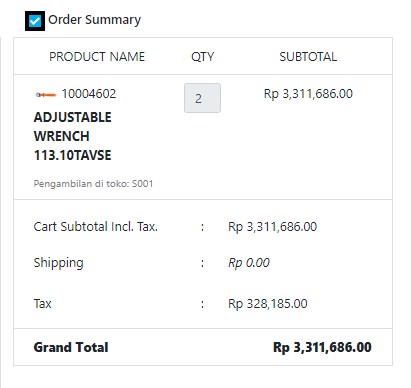 Order Summary
PRODUCT NAME QTY SUBTOTAL
10004602 2 Rp 3,311,686.00
ADJUSTABLE
WRENCH
113.10TAVSE
Pengambilan di toko: S001
Cart Subtotal Incl. Tax. : Rp 3,311,686.00
Shipping : Rp 0.00
Tax : Rp 328,185.00
Grand Total Rp 3,311,686.00